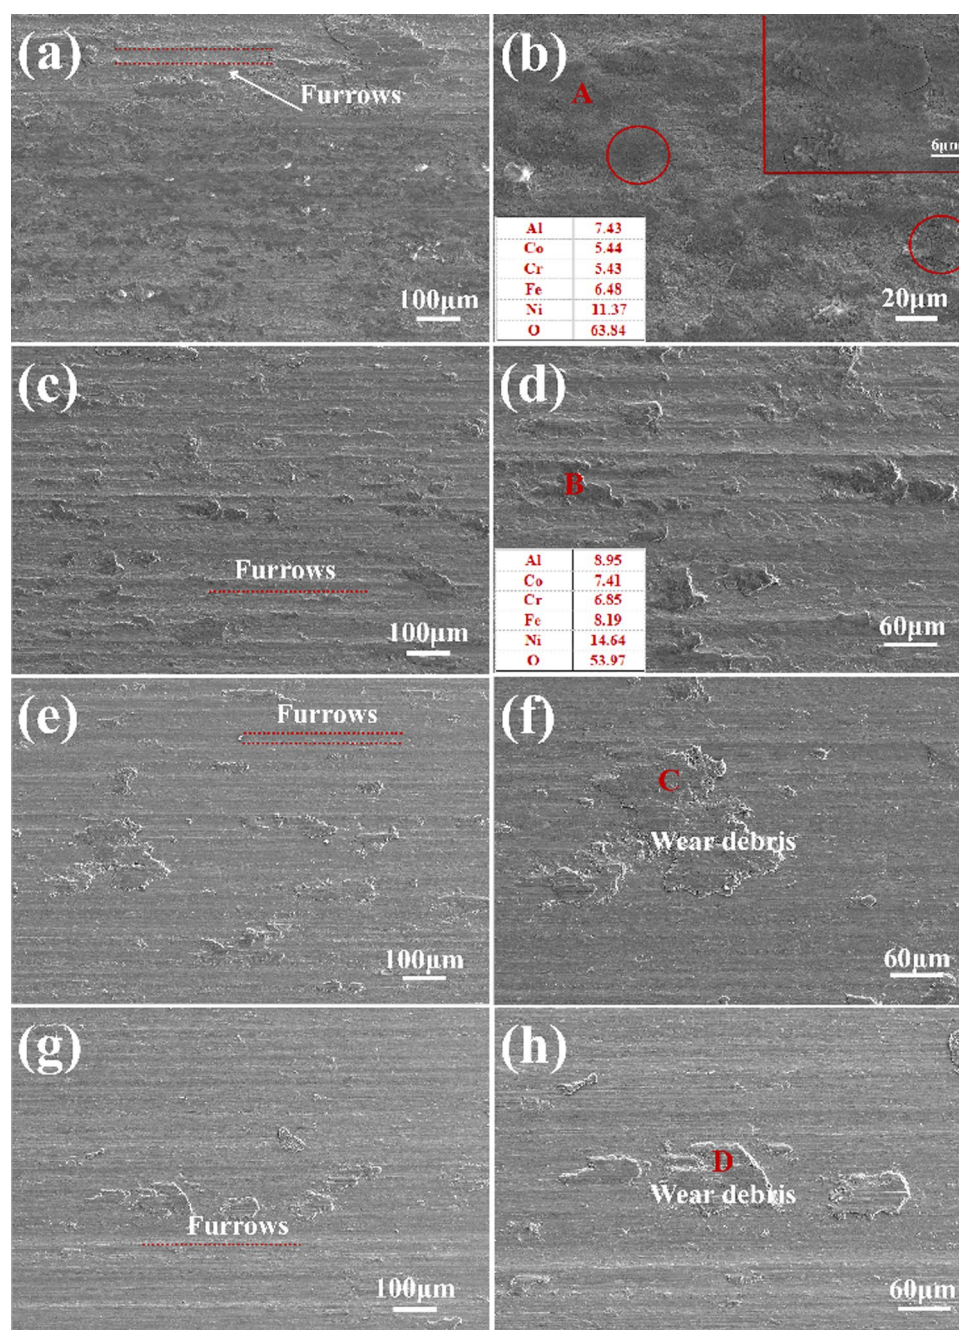 (a)
Furrows
100μm
(b)
A
6μm
Al 7.43
Co 5.44
Cr 5.43
Fe 6.48
Ni 11.37
O 63.84
20μm
(c)
Furrows
100μm
(d)
B
Al 8.95
Co 7.41
Cr 6.85
Fe 8.19
Ni 14.64
O 53.97
60μm
(e)
Furrows
100μm
(f)
C
Wear debris
60μm
(g)
Furrows
100μm
(h)
D
Wear debris
60μm